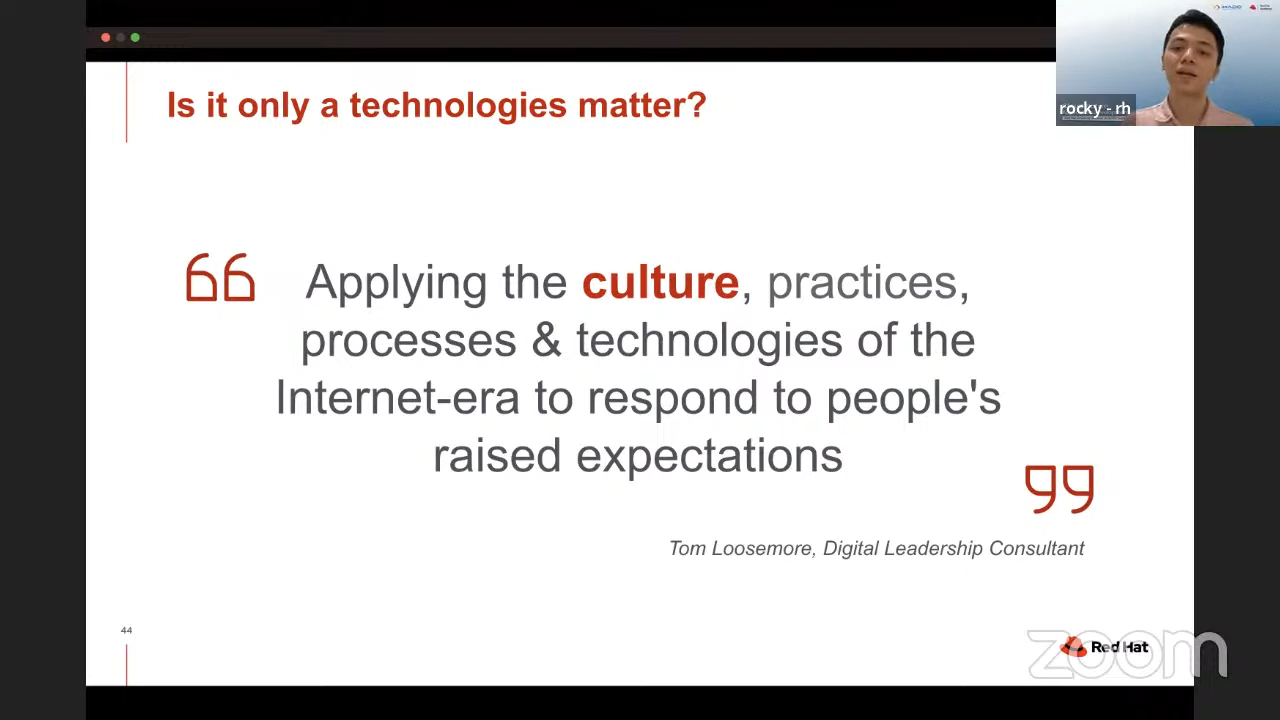 Is it only a technologies matter?
rocky - rh
Applying the culture, practices,
processes & technologies of the
Internet-era to respond to people's
raised expectations
Tom Loosemore, Digital Leadership Consultant
44
Red Hat
zoom